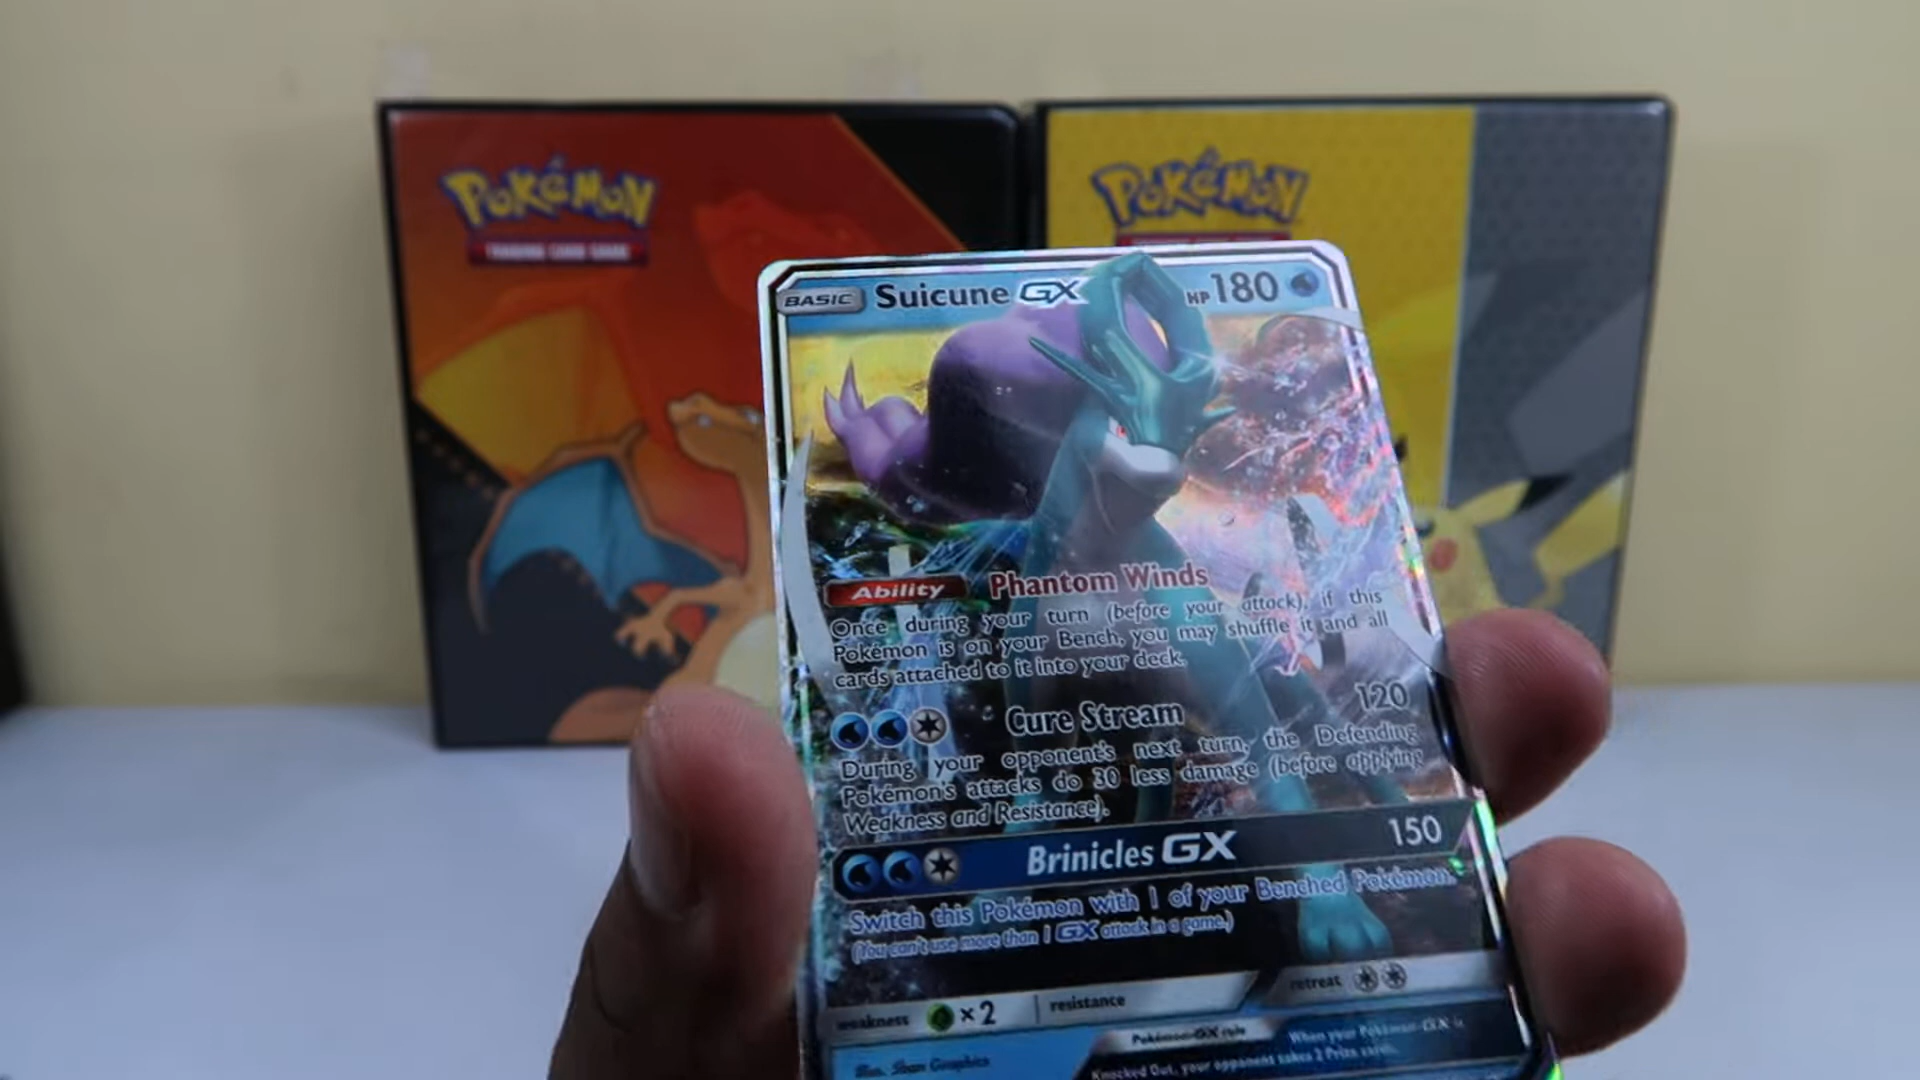 POKéMON
TRADING CARD GAME
POKéMON
BASIC Suicune GX HP 180
Ability Phantom Winds
Once during your turn (before your attack), if this
Pokémon is on your Bench, you may shuffle it and all
cards attached to it into your deck.
Cure Stream 120
During your opponent's next turn, the Defending
Pokémon's attacks do 30 less damage (before applying
Weakness and Resistance).
Brinicles GX 150
Switch this Pokémon with 1 of your Benched Pokémon.
(You can't use more than 1 GX attack in a game.)
weakness ×2 resistance retreat
Pokémon-GX rule When your Pokémon-GX is
Knocked Out, your opponent takes 2 Prize cards.
Illus. 5ban Graphics